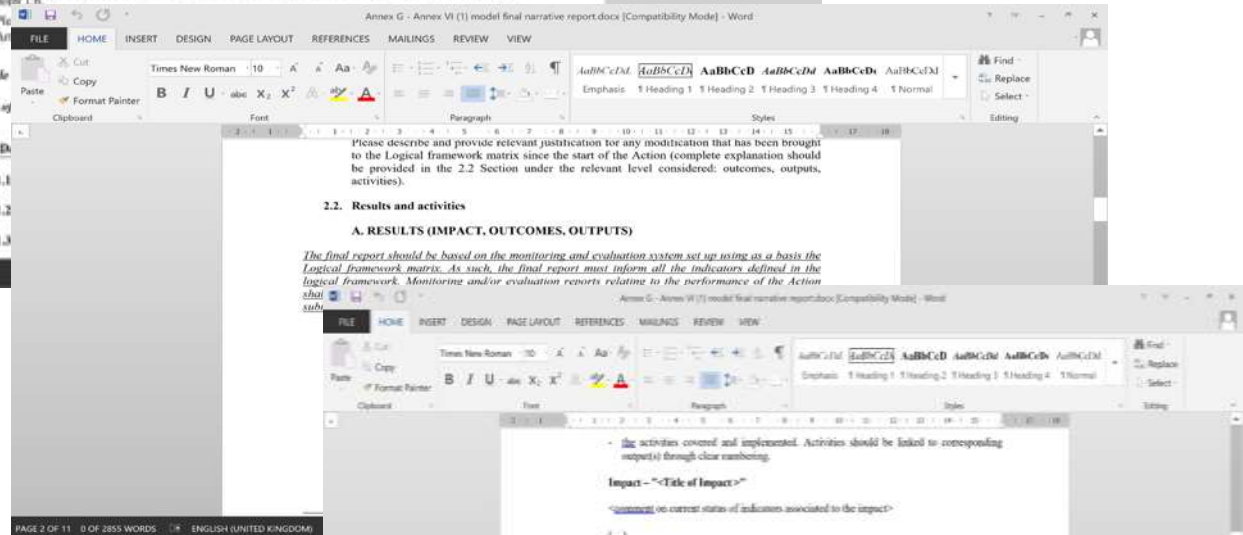 Annex G - Annex VI (1) model final narrative report.docx [Compatibility Mode] - Word
FILE HOME INSERT DESIGN PAGE LAYOUT REFERENCES MAILINGS REVIEW VIEW
Cut
Copy
Format Painter
Paste
Times New Roman 10
AaBbCcDd AaBbCcDd AaBbCcD AaBbCcDd AaBbCcDd AaBbCcDd
Emphasis ¶ Heading 1 ¶ Heading 2 ¶ Heading 3 ¶ Heading 4 ¶ Normal
Find
Replace
Select
Clipboard Font Paragraph Styles Editing
Please describe and provide relevant justification for any modification that has been brought
to the Logical framework matrix since the start of the Action (complete explanation should
be provided in the 2.2 Section under the relevant level considered: outcomes, outputs,
activities).
2.2. Results and activities
A. RESULTS (IMPACT, OUTCOMES, OUTPUTS)
The final report should be based on the monitoring and evaluation system set up using as a basis the
Logical framework matrix. As such, the final report must inform all the indicators defined in the
logical framework. Monitoring and/or evaluation reports relating to the performance of the Action
PAGE 2 OF 11 0 OF 2855 WORDS ENGLISH (UNITED KINGDOM)
Annex G - Annex VI (1) model final narrative report.docx [Compatibility Mode] - Word
FILE HOME INSERT DESIGN PAGE LAYOUT REFERENCES MAILINGS REVIEW VIEW
Cut
Copy
Format Painter
Paste
Times New Roman 10
Emphasis ¶ Heading 1 ¶ Heading 2 ¶ Heading 3 ¶ Heading 4 ¶ Normal
Find
Replace
Select
Clipboard Font Paragraph Styles Editing
- the activities covered and implemented. Activities should be linked to corresponding
output(s) through clear numbering.
Impact – "<Title of Impact>"
<comment on current status of indicators associated to the impact>